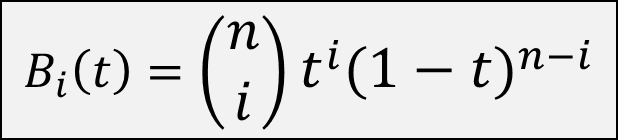 $B_i(t) = \binom{n}{i} t^i (1 - t)^{n-i}$